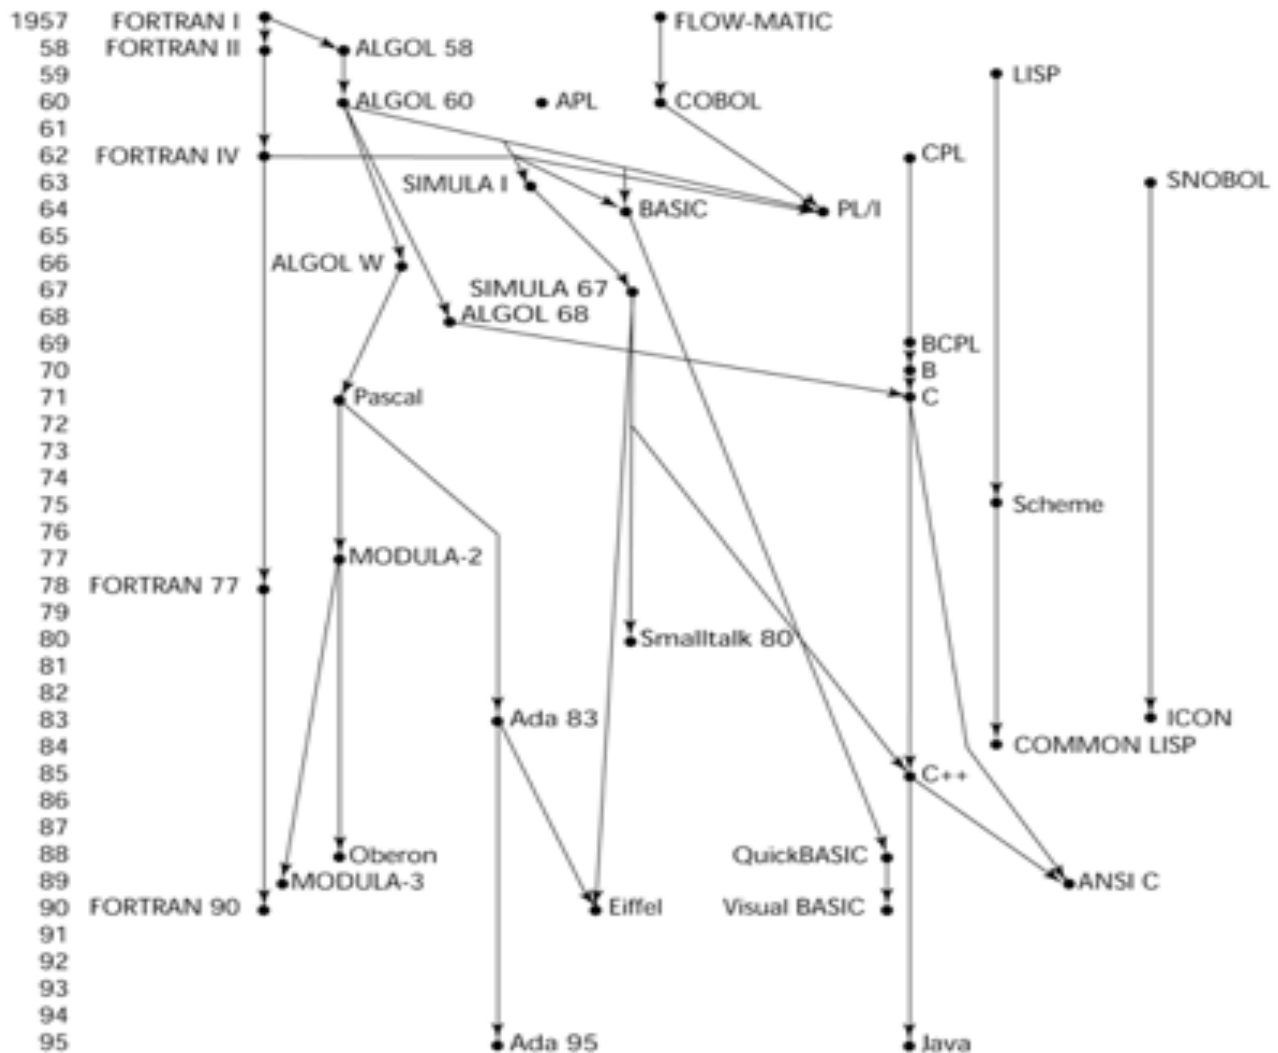 1957 FORTRAN I FLOW-MATIC
58 FORTRAN II ALGOL 58
59 LISP
60 ALGOL 60 APL COBOL
61
62 FORTRAN IV CPL
63 SIMULA I SNOBOL
64 BASIC PL/I
65
66 ALGOL W
67 SIMULA 67
68 ALGOL 68
69 BCPL
70 B
71 Pascal C
72
73
74
75 Scheme
76
77 MODULA-2
78 FORTRAN 77
79
80 Smalltalk 80
81
82
83 Ada 83 ICON
84 COMMON LISP
85 C++
86
87
88 Oberon QuickBASIC
89 MODULA-3 ANSI C
90 FORTRAN 90 Eiffel Visual BASIC
91
92
93
94
95 Ada 95 Java